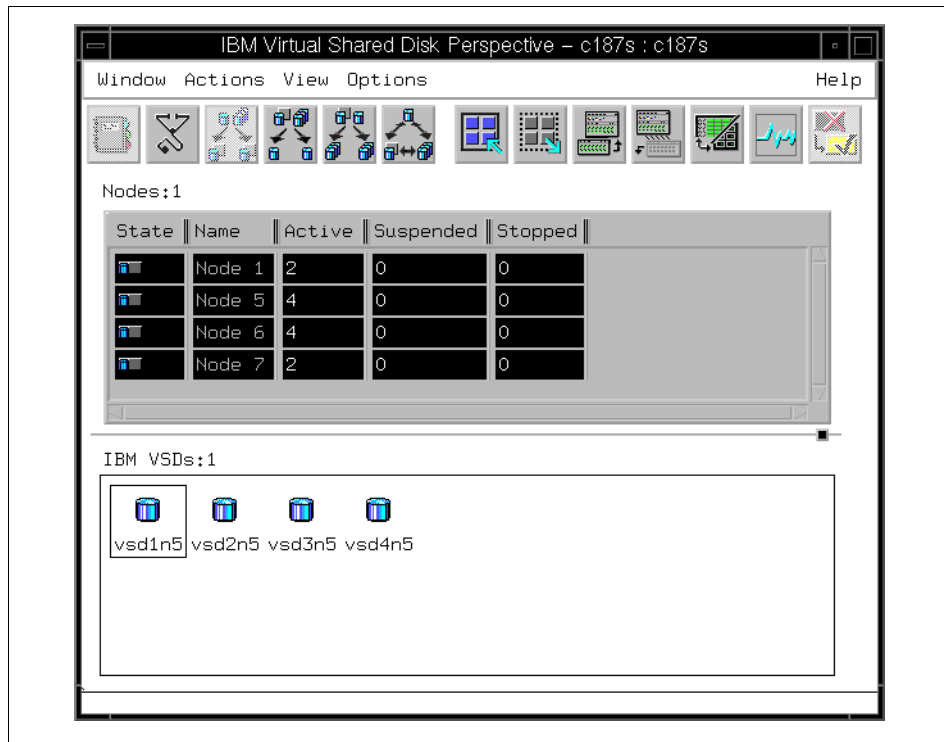 IBM Virtual Shared Disk Perspective – c187s : c187s
Window Actions View Options Help
Nodes:1
State Name Active Suspended Stopped
Node 1 2 0 0
Node 5 4 0 0
Node 6 4 0 0
Node 7 2 0 0
IBM VSDs:1
vsd1n5 vsd2n5 vsd3n5 vsd4n5